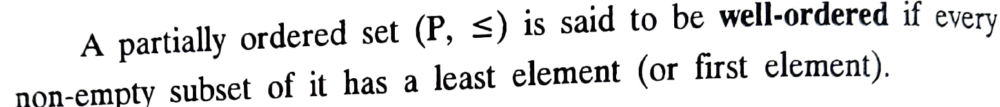 A partially ordered set (P, ≤) is said to be well-ordered if every
non-empty subset of it has a least element (or first element).